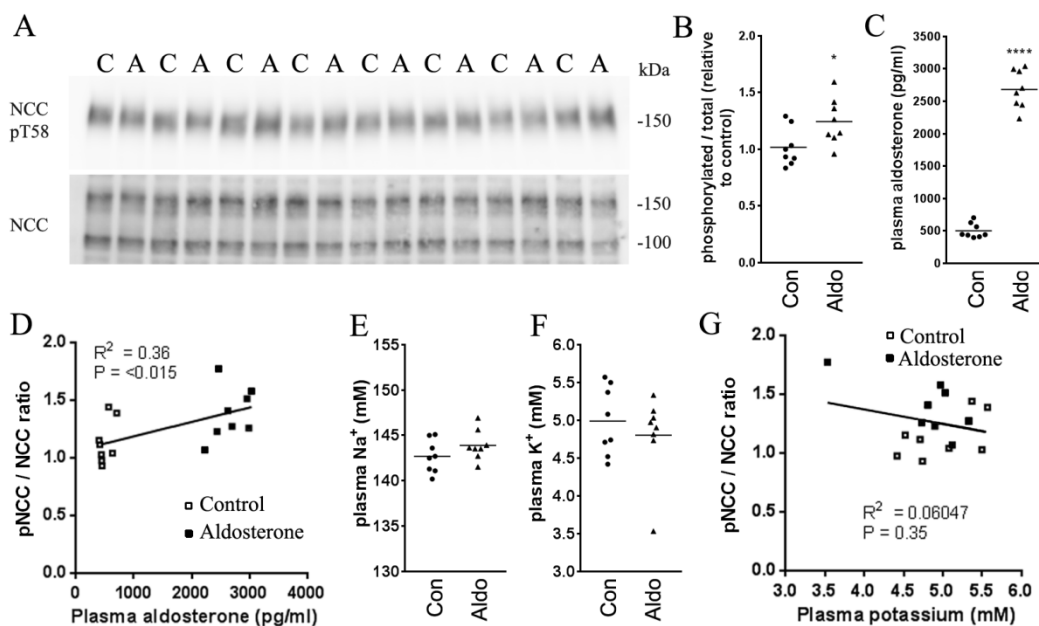 A
C A C A C A C A C A C A C A C A
kDa
NCC
pT58
-150
NCC
-150
-100
B
phosphorylated / total (relative
to control)
2.0
1.5
1.0
0.5
0.0
*
Con
Aldo
C
plasma aldosterone (pg/ml)
3500
3000
2500
2000
1500
1000
500
0
****
Con
Aldo
D
pNCC / NCC ratio
2.0
1.5
1.0
0.5
0.0
R² = 0.36
P = <0.015
Control
Aldosterone
0 1000 2000 3000 4000
Plasma aldosterone (pg/ml)
E
plasma Na⁺ (mM)
155
150
145
140
135
130
Con
Aldo
F
plasma K⁺ (mM)
6.0
5.5
5.0
4.5
4.0
3.5
3.0
Con
Aldo
G
pNCC / NCC ratio
2.0
1.5
1.0
0.5
0.0
Control
Aldosterone
R² = 0.06047
P = 0.35
3.0 3.5 4.0 4.5 5.0 5.5 6.0
Plasma potassium (mM)